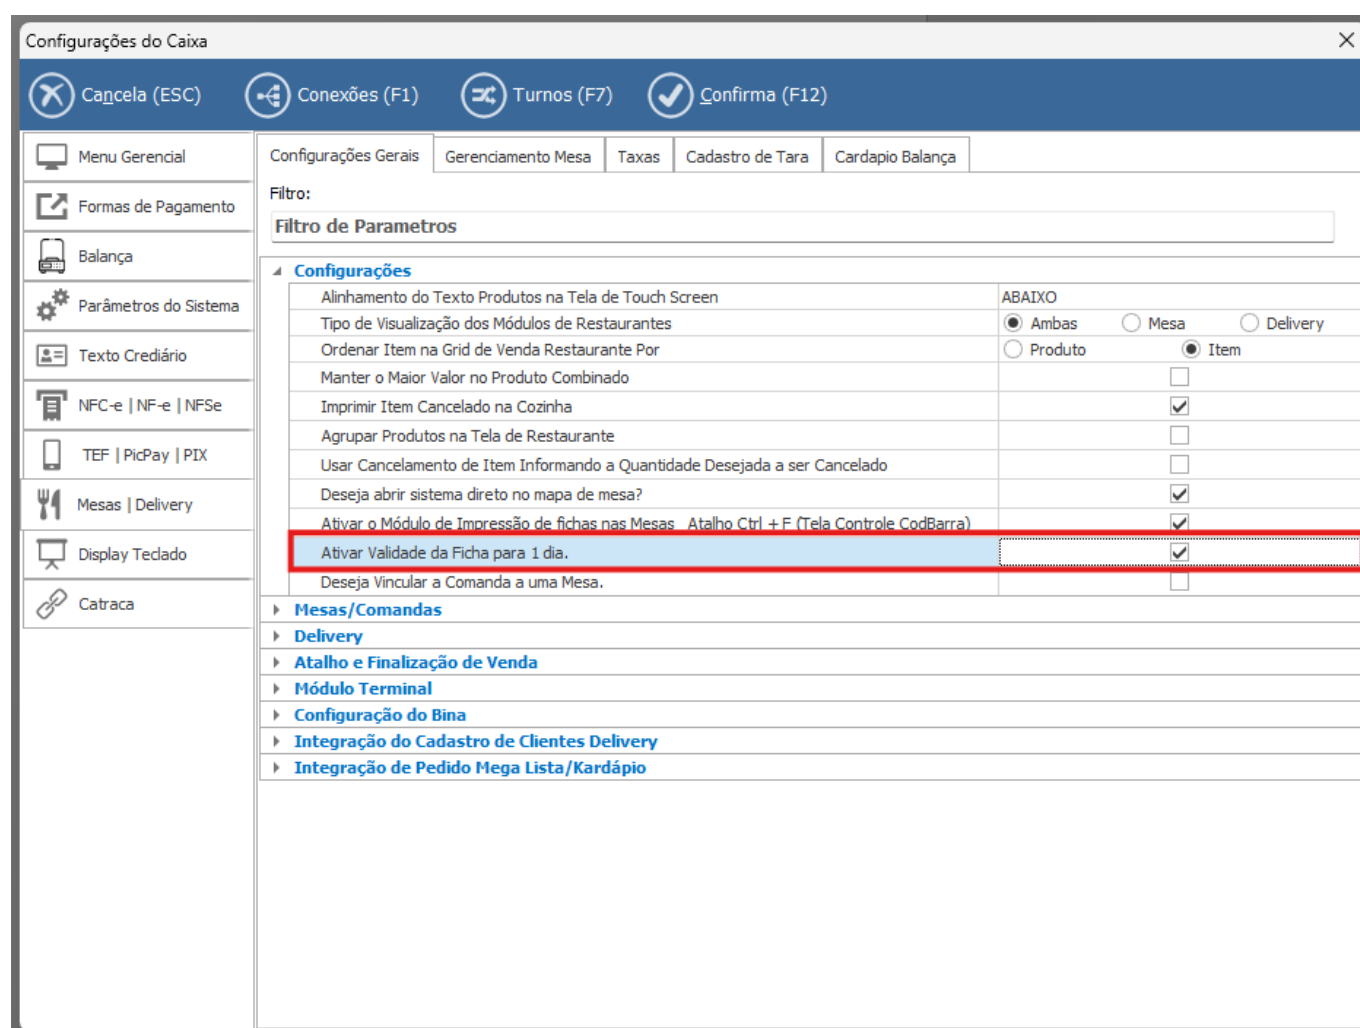 Configurações do Caixa
Cancela (ESC)
Conexões (F1)
Turnos (F7)
Confirma (F12)
Menu Gerencial
Formas de Pagamento
Balança
Parâmetros do Sistema
Texto Crediário
NFC-e | NF-e | NFSe
TEF | PicPay | PIX
Mesas | Delivery
Display Teclado
Catraca
Configurações Gerais
Gerenciamento Mesa
Taxas
Cadastro de Tara
Cardapio Balança
Filtro:
Filtro de Parametros
Configurações
Alinhamento do Texto Produtos na Tela de Touch Screen ABAIXO
Tipo de Visualização dos Módulos de Restaurantes Ambas Mesa Delivery
Ordenar Item na Grid de Venda Restaurante Por Produto Item
Manter o Maior Valor no Produto Combinado
Imprimir Item Cancelado na Cozinha
Agrupar Produtos na Tela de Restaurante
Usar Cancelamento de Item Informando a Quantidade Desejada a ser Cancelado
Deseja abrir sistema direto no mapa de mesa?
Ativar o Módulo de Impressão de fichas nas Mesas Atalho Ctrl + F (Tela Controle CodBarra)
Ativar Validade da Ficha para 1 dia.
Deseja Vincular a Comanda a uma Mesa.
Mesas/Comandas
Delivery
Atalho e Finalização de Venda
Módulo Terminal
Configuração do Bina
Integração do Cadastro de Clientes Delivery
Integração de Pedido Mega Lista/Kardápio